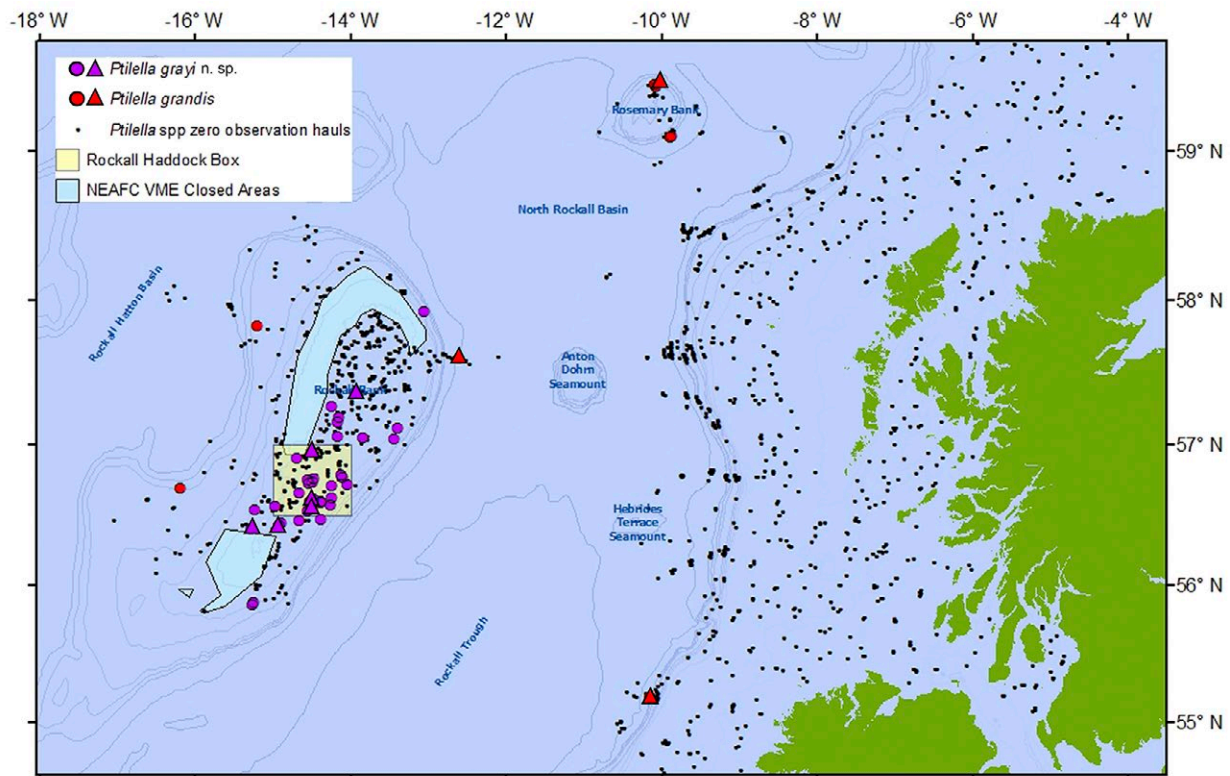 -18° W -16° W -14° W -12° W -10° W -8° W -6° W -4° W
Ptilella grayi n. sp.
Ptilella grandis
Ptilella spp zero observation hauls
Rockall Haddock Box
NEAFC VME Closed Areas
Rosemary Bank
59° N
North Rockall Basin
Rockall Hatton Basin
58° N
Anton
Dohrn
Seamount
Rockall Bank
57° N
Hebrides
Terrace
Seamount
56° N
Rockall Trough
55° N